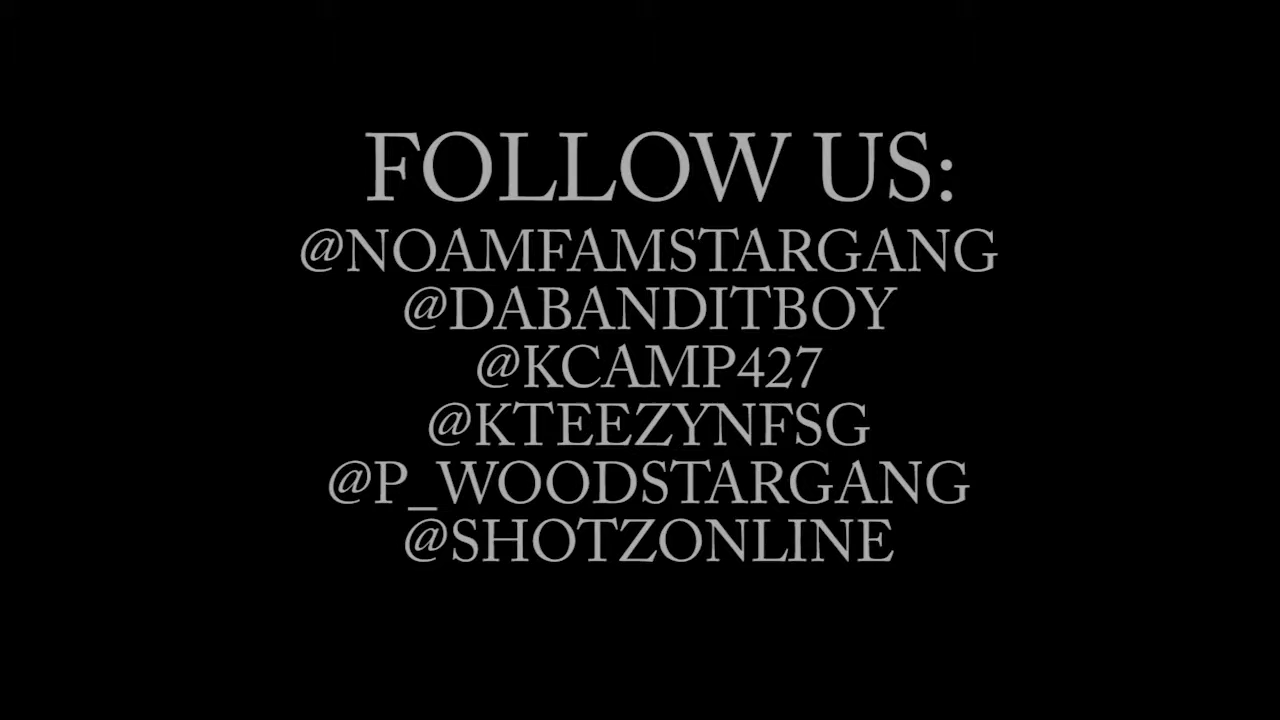 FOLLOW US:
@NOAMFAMSTARGANG
@DABANDITBOY
@KCAMP427
@KTEEZYNFSG
@P_WOODSTARGANG
@SHOTZONLINE